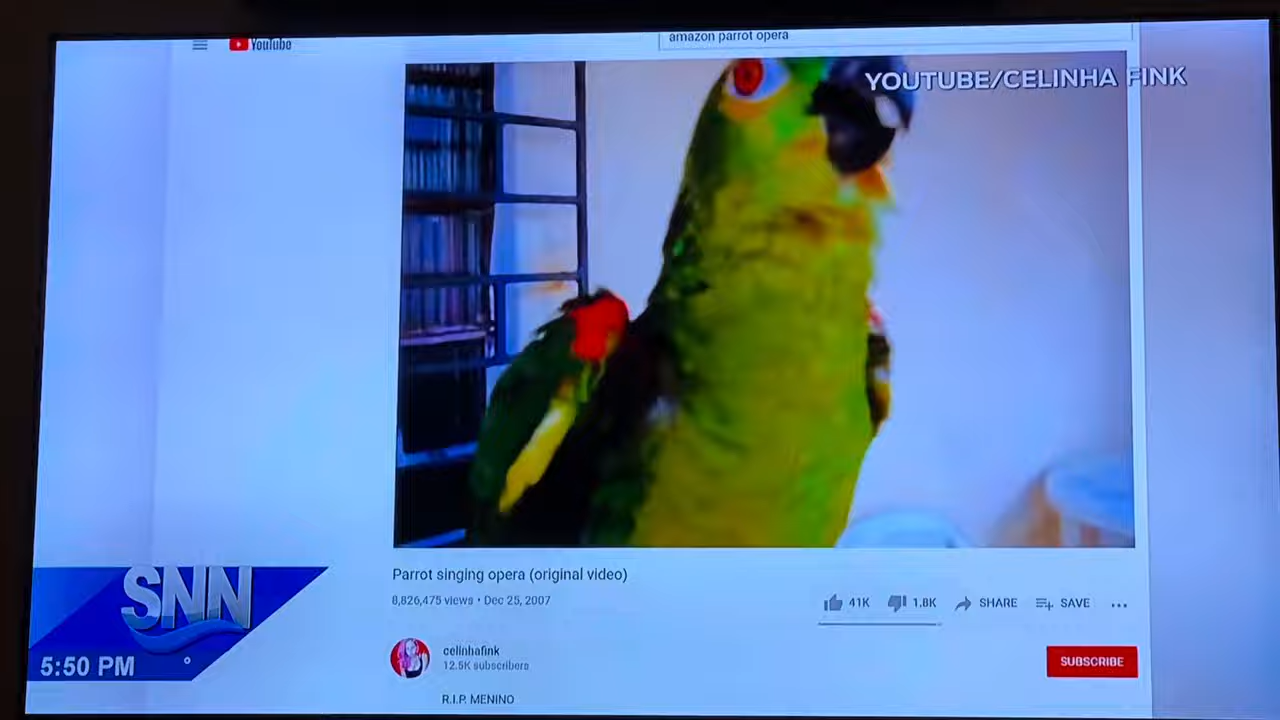 YouTube
amazon parrot opera
YOUTUBE/CELINHA FINK
Parrot singing opera (original video)
8,826,475 views • Dec 25, 2007
41K
1.8K
SHARE
SAVE
celinhafink
12.5K subscribers
SUBSCRIBE
R.I.P. MENINO
SNN
5:50 PM °